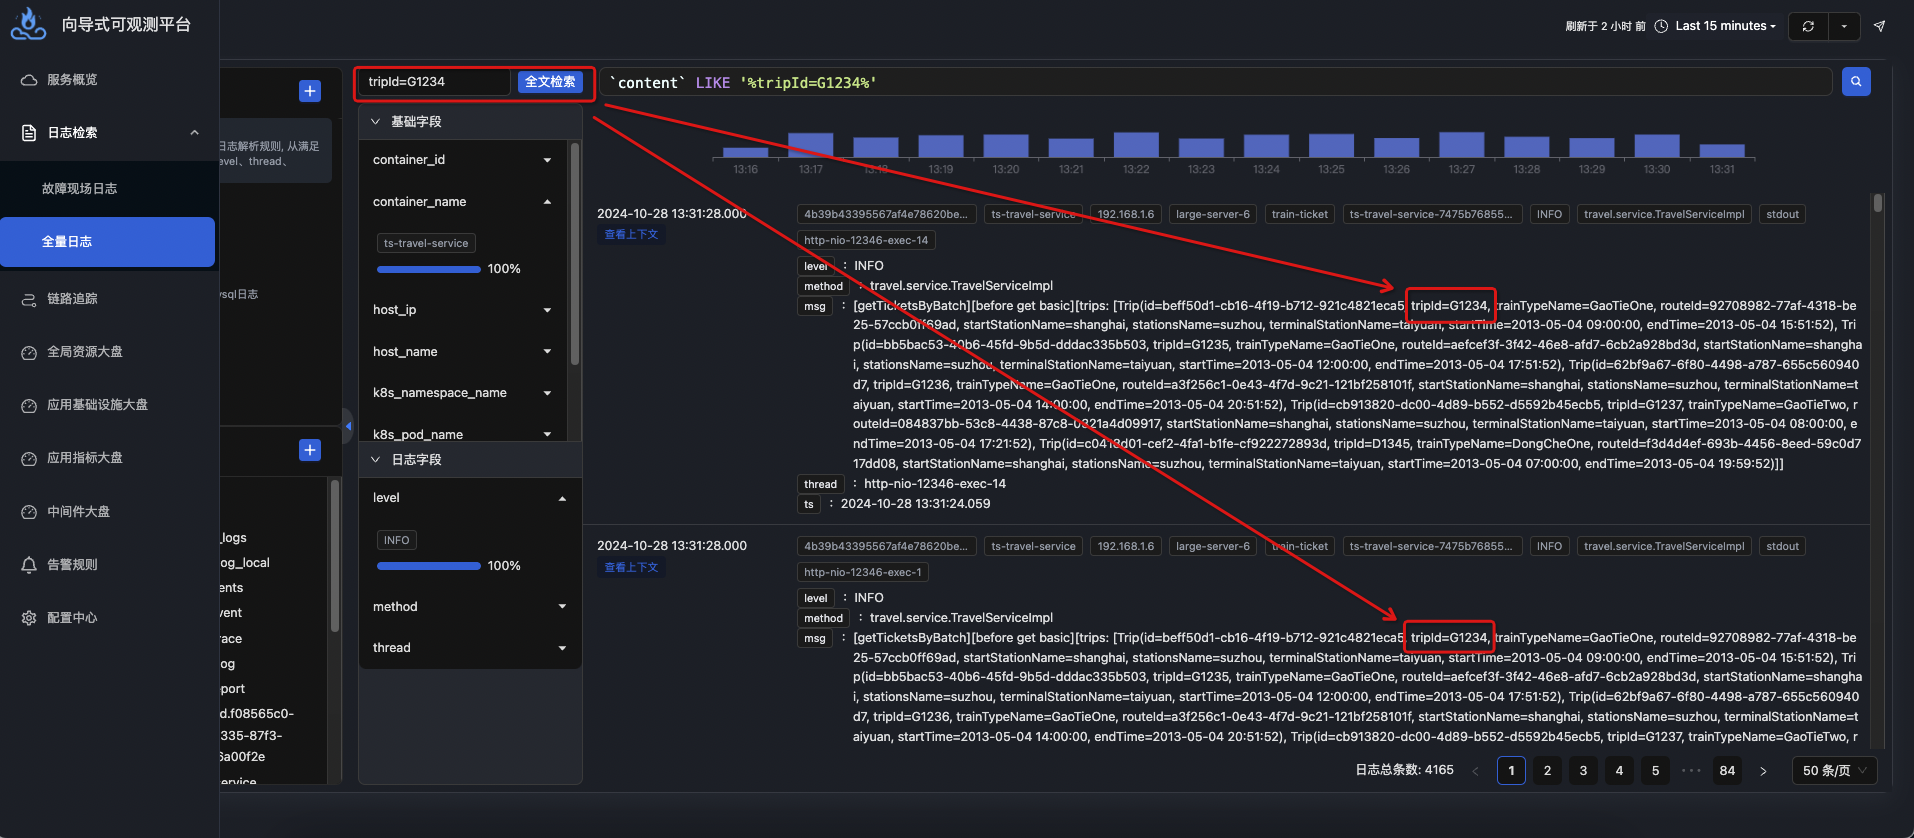 向导式可观测平台
刷新于 2 小时 前 Last 15 minutes
服务概览
日志检索
故障现场日志
全量日志
链路追踪
全局资源大盘
应用基础设施大盘
应用指标大盘
中间件大盘
告警规则
配置中心
日志解析规则, 从满足
evel、thread、
sql日志
_logs
og_local
ents
vent
race
og
port
d.f08565c0-
335-87f3-
6a00f2e
ervice
tripId=G1234 全文检索
`content` LIKE '%tripId=G1234%'
基础字段
container_id
container_name
ts-travel-service
100%
host_ip
host_name
k8s_namespace_name
k8s_pod_name
日志字段
level
INFO
100%
method
thread
13:16 13:17 13:18 13:19 13:20 13:21 13:22 13:23 13:24 13:25 13:26 13:27 13:28 13:29 13:30 13:31
2024-10-28 13:31:28.000 4b39b43395567af4e78620be... ts-travel-service 192.168.1.6 large-server-6 train-ticket ts-travel-service-7475b76855... INFO travel.service.TravelServiceImpl stdout
查看上下文 http-nio-12346-exec-14
level : INFO
method : travel.service.TravelServiceImpl
msg : [getTicketsByBatch][before get basic][trips: [Trip(id=beff50d1-cb16-4f19-b712-921c4821eca5, tripId=G1234, trainTypeName=GaoTieOne, routeId=92708982-77af-4318-be
25-57ccb0ff69ad, startStationName=shanghai, stationsName=suzhou, terminalStationName=taiyuan, startTime=2013-05-04 09:00:00, endTime=2013-05-04 15:51:52), Tri
p(id=bb5bac53-40b6-45fd-9b5d-dddac335b503, tripId=G1235, trainTypeName=GaoTieOne, routeId=aefcef3f-3f42-46e8-afd7-6cb2a928bd3d, startStationName=shangha
i, stationsName=suzhou, terminalStationName=taiyuan, startTime=2013-05-04 12:00:00, endTime=2013-05-04 17:51:52), Trip(id=62bf9a67-6f80-4498-a787-655c560940
d7, tripId=G1236, trainTypeName=GaoTieOne, routeId=a3f256c1-0e43-4f7d-9c21-121bf258101f, startStationName=shanghai, stationsName=suzhou, terminalStationName=t
aiyuan, startTime=2013-05-04 14:00:00, endTime=2013-05-04 20:51:52), Trip(id=cb913820-dc00-4d89-b552-d5592b45ecb5, tripId=G1237, trainTypeName=GaoTieTwo, r
outeId=084837bb-53c8-4438-87c8-0321a4d09917, startStationName=shanghai, stationsName=suzhou, terminalStationName=taiyuan, startTime=2013-05-04 08:00:00, e
ndTime=2013-05-04 17:21:52), Trip(id=c0418d01-cef2-4fa1-b1fe-cf922272893d, tripId=D1345, trainTypeName=DongCheOne, routeId=f3d4d4ef-693b-4456-8eed-59c0d7
17dd08, startStationName=shanghai, stationsName=suzhou, terminalStationName=taiyuan, startTime=2013-05-04 07:00:00, endTime=2013-05-04 19:59:52)]]
thread : http-nio-12346-exec-14
ts : 2024-10-28 13:31:24.059
2024-10-28 13:31:28.000 4b39b43395567af4e78620be... ts-travel-service 192.168.1.6 large-server-6 train-ticket ts-travel-service-7475b76855... INFO travel.service.TravelServiceImpl stdout
查看上下文 http-nio-12346-exec-1
level : INFO
method : travel.service.TravelServiceImpl
msg : [getTicketsByBatch][before get basic][trips: [Trip(id=beff50d1-cb16-4f19-b712-921c4821eca5, tripId=G1234, trainTypeName=GaoTieOne, routeId=92708982-77af-4318-be
25-57ccb0ff69ad, startStationName=shanghai, stationsName=suzhou, terminalStationName=taiyuan, startTime=2013-05-04 09:00:00, endTime=2013-05-04 15:51:52), Tri
p(id=bb5bac53-40b6-45fd-9b5d-dddac335b503, tripId=G1235, trainTypeName=GaoTieOne, routeId=aefcef3f-3f42-46e8-afd7-6cb2a928bd3d, startStationName=shangha
i, stationsName=suzhou, terminalStationName=taiyuan, startTime=2013-05-04 12:00:00, endTime=2013-05-04 17:51:52), Trip(id=62bf9a67-6f80-4498-a787-655c560940
d7, tripId=G1236, trainTypeName=GaoTieOne, routeId=a3f256c1-0e43-4f7d-9c21-121bf258101f, startStationName=shanghai, stationsName=suzhou, terminalStationName=t
aiyuan, startTime=2013-05-04 14:00:00, endTime=2013-05-04 20:51:52), Trip(id=cb913820-dc00-4d89-b552-d5592b45ecb5, tripId=G1237, trainTypeName=GaoTieTwo, r
日志总条数: 4165 1 2 3 4 5 ··· 84 50 条/页